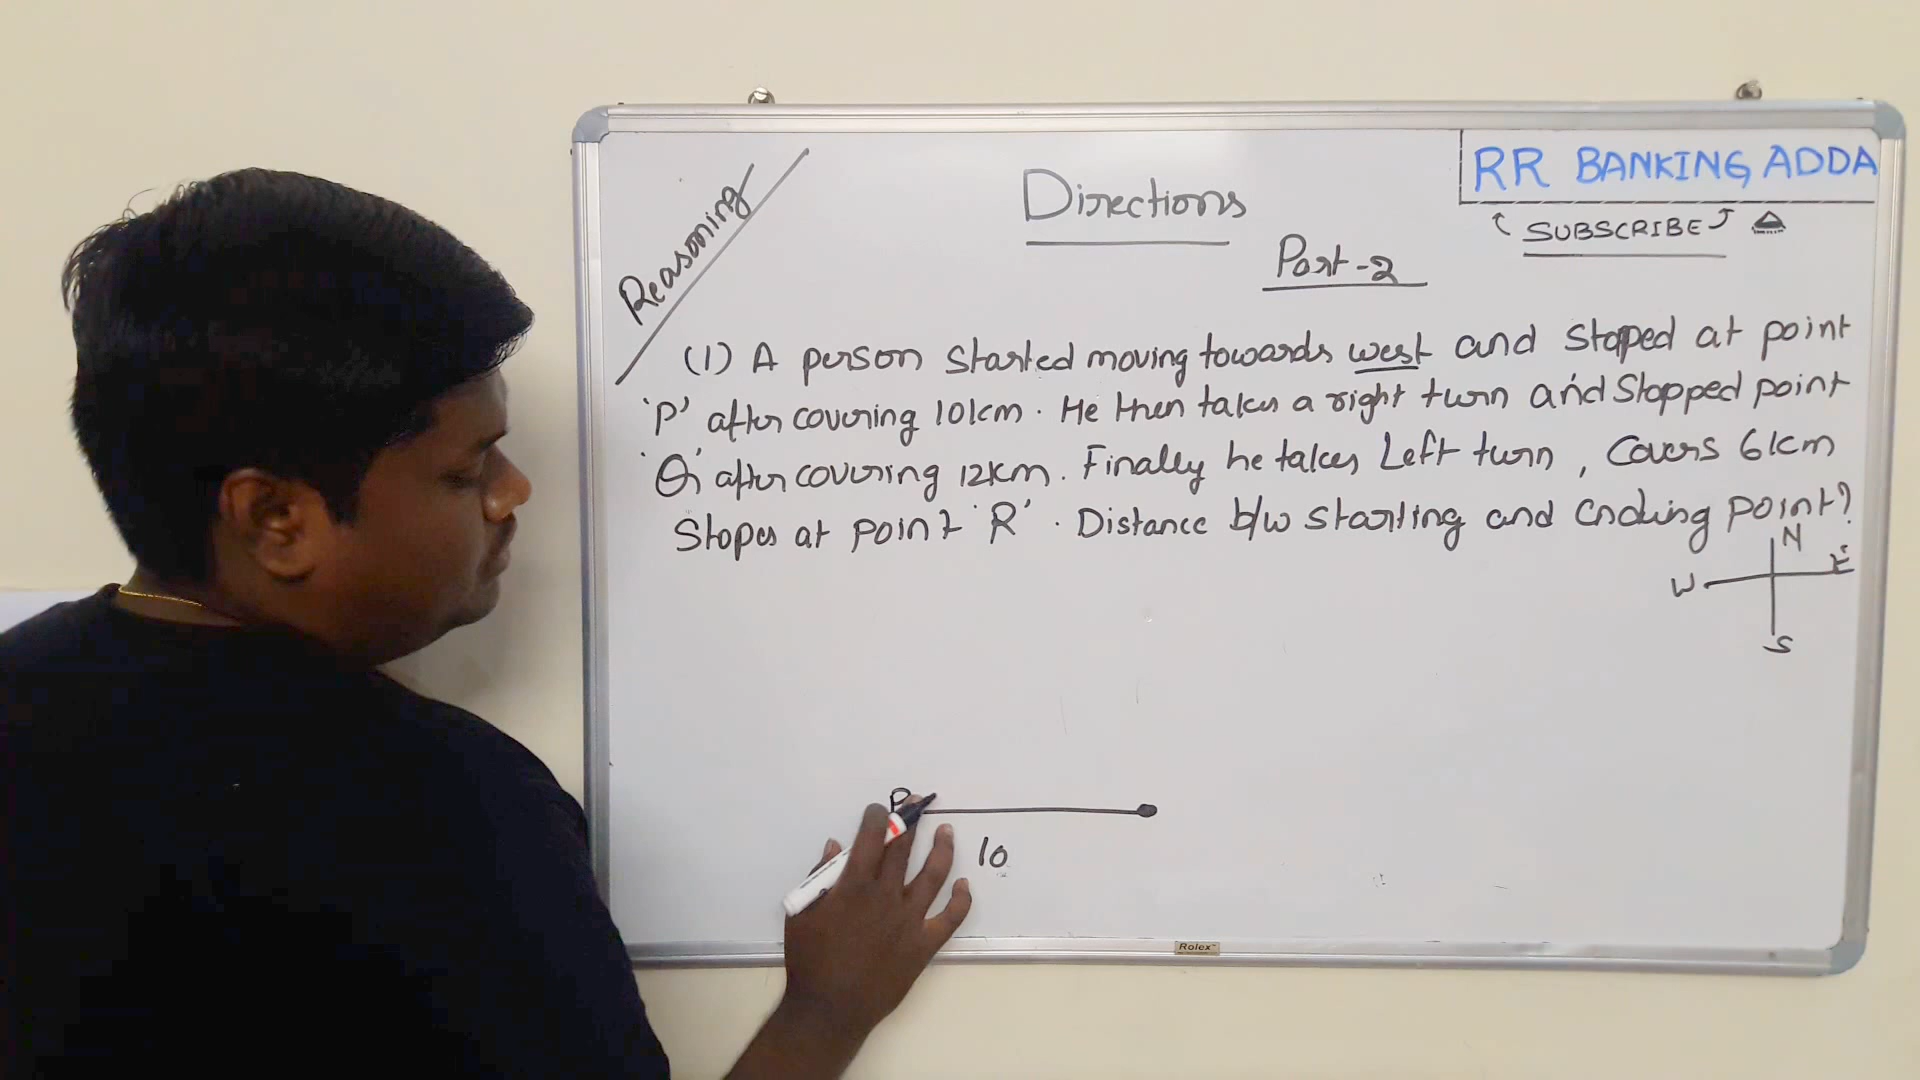 RR BANKING ADDA
SUBSCRIBE
Reasoning
Directions
Part-2
(1) A person started moving towards west and stoped at point
'P' after covering 10km. He then takes a right turn and stopped point
'Q' after covering 12km. Finally he takes Left turn, Covers 6km
Stopes at point 'R'. Distance b/w starting and ending point?
N
W E
S
P
10
Rolex